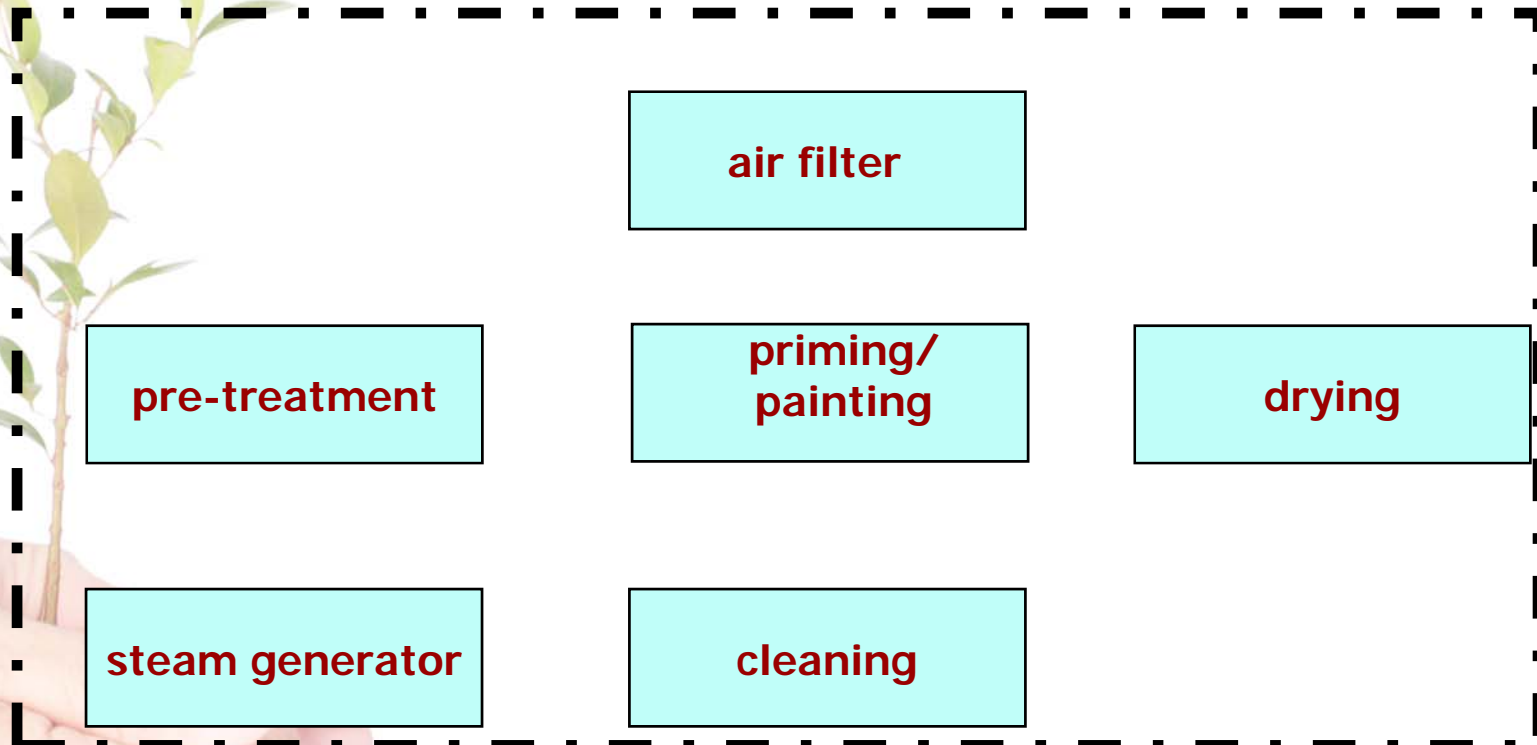 air filter
pre-treatment
priming/
painting
drying
steam generator
cleaning